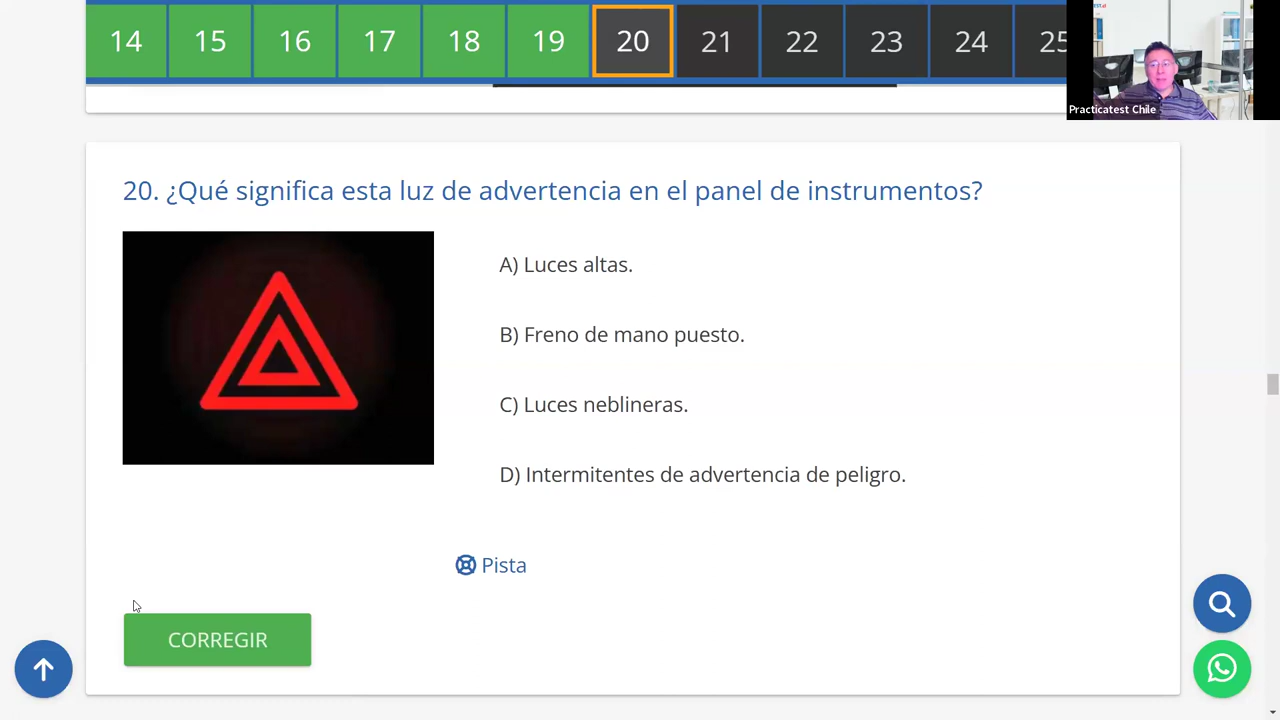 14 15 16 17 18 19 20 21 22 23 24 25
Practicatest Chile
20. ¿Qué significa esta luz de advertencia en el panel de instrumentos?
A) Luces altas.
B) Freno de mano puesto.
C) Luces neblineras.
D) Intermitentes de advertencia de peligro.
Pista
CORREGIR